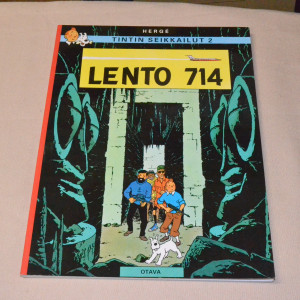 HERGÉ
TINTIN SEIKKAILUT 2
LENTO 714
OTAVA